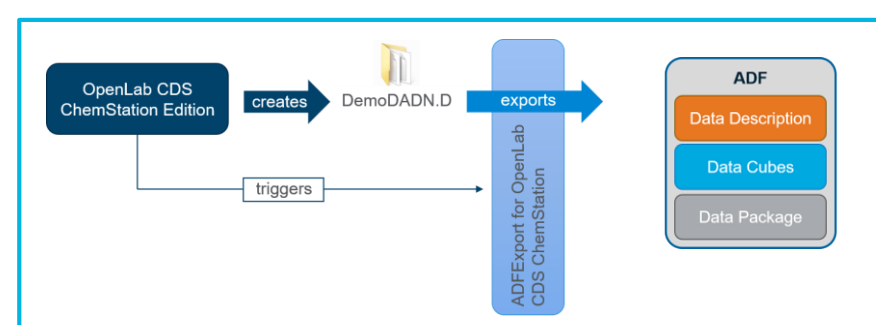 OpenLab CDS
ChemStation Edition
creates
DemoDADN.D
exports
triggers
ADFExport for OpenLab
CDS ChemStation
ADF
Data Description
Data Cubes
Data Package